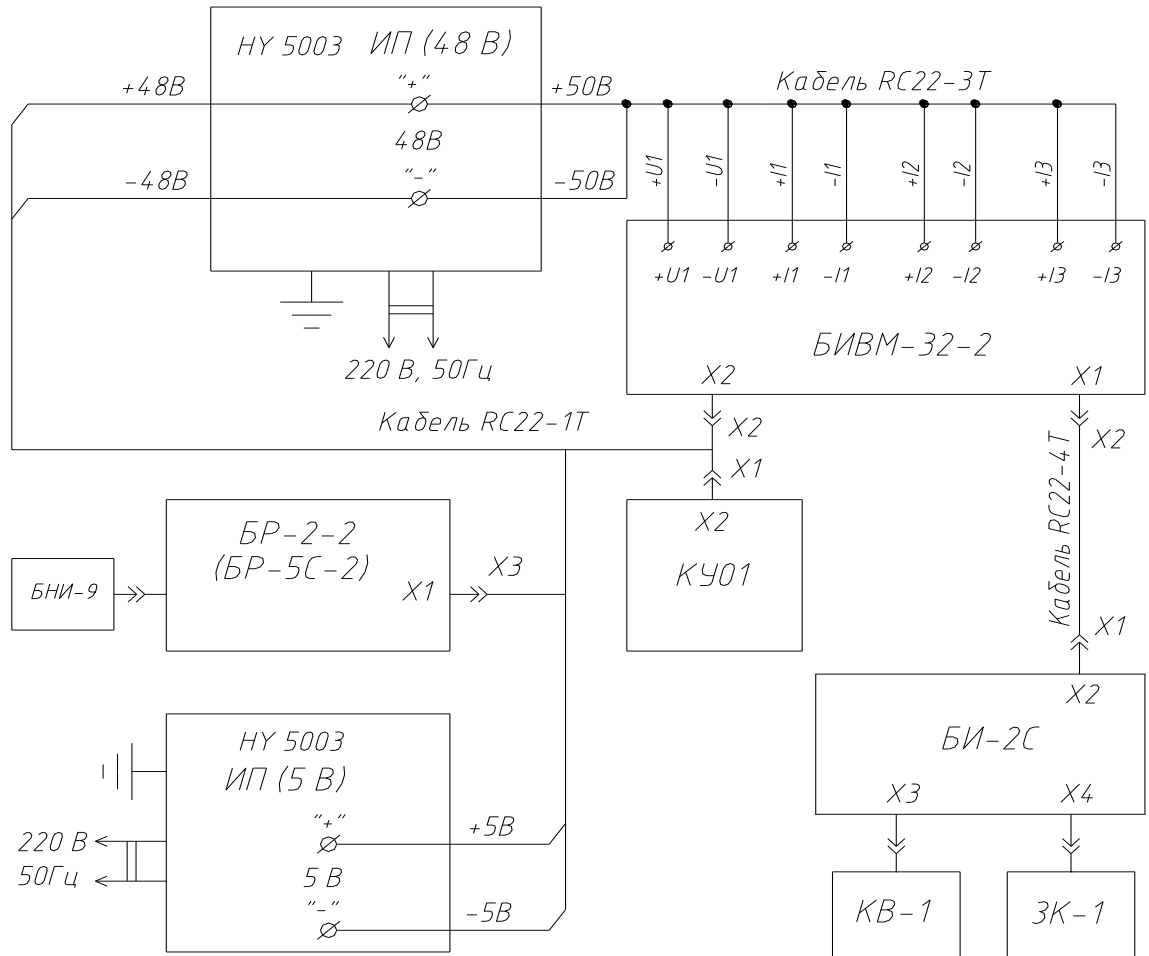 HY 5003 ИП (48 В)
+48В
"+"
+50В
Кабель RC22-3Т
48В
-48В
"-"
-50В
+U1
-U1
+I1
-I1
+I2
-I2
+I3
-I3
+U1 -U1 +I1 -I1 +I2 -I2 +I3 -I3
БИВМ-32-2
220 В, 50Гц
X2
X1
Кабель RC22-1Т
X2
X2
X1
Кабель RC22-4Т
БР-2-2
(БР-5С-2)
X1
X3
БНИ-9
X2
КУ01
X1
X2
БИ-2С
X3
X4
КВ-1
ЗК-1
HY 5003
ИП (5 В)
"+"
+5В
220 В
50Гц
5 В
"-"
-5В